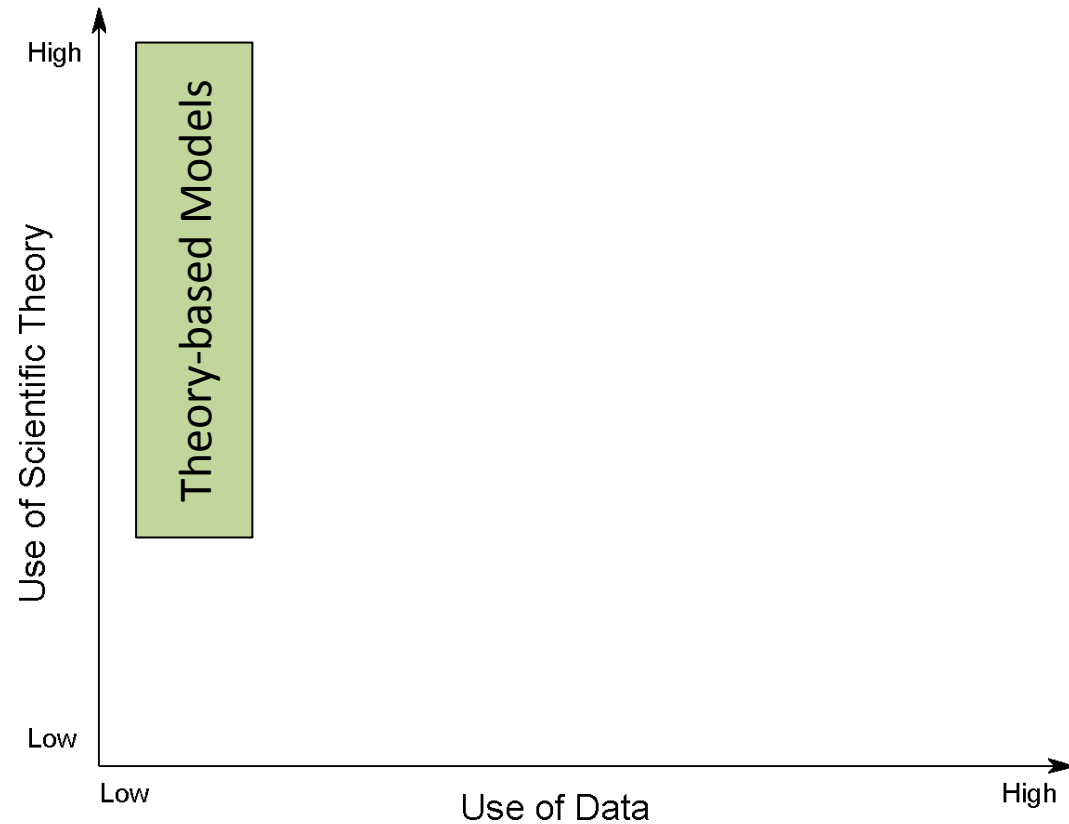 High
Theory-based Models
Use of Scientific Theory
Low
Low
Use of Data
High